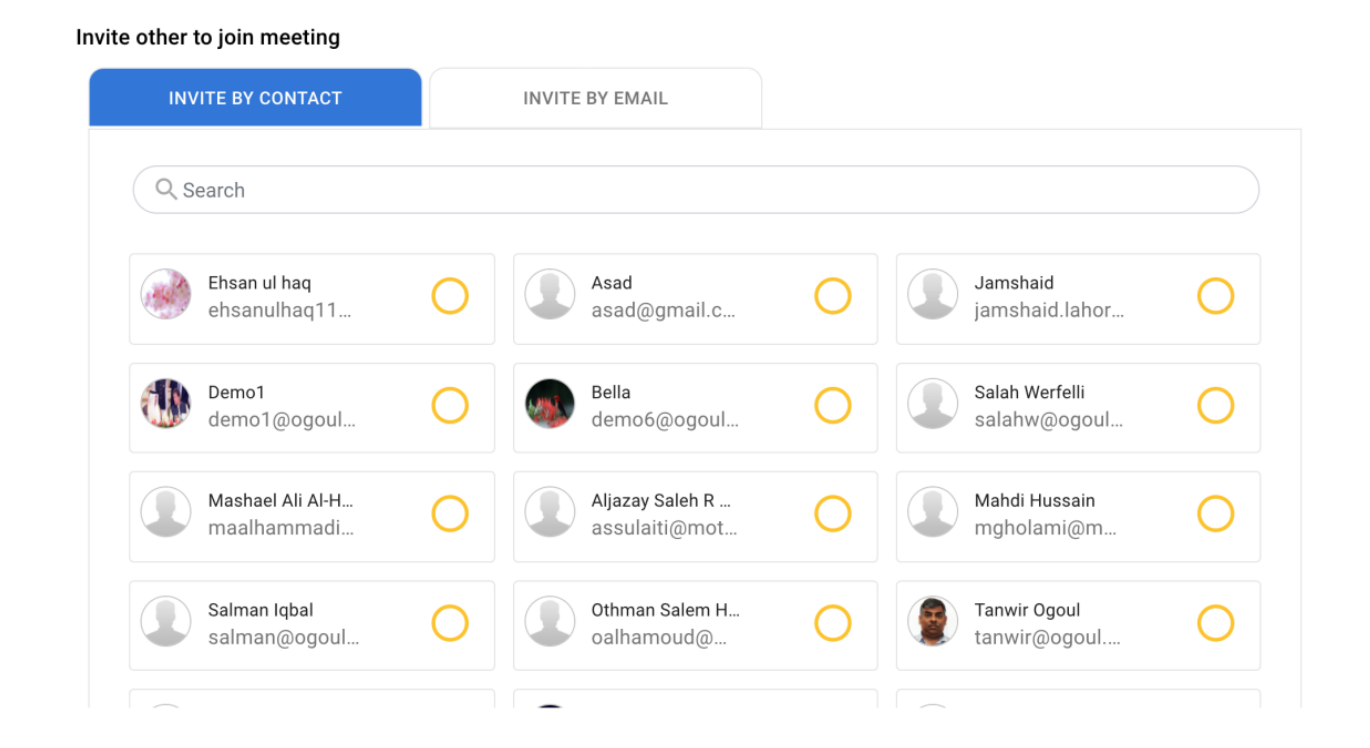 Invite other to join meeting
INVITE BY CONTACT
INVITE BY EMAIL
Search
Ehsan ul haq
ehsanulhaq11...
Asad
asad@gmail.c...
Jamshaid
jamshaid.lahor...
Demo1
demo1@ogoul...
Bella
demo6@ogoul...
Salah Werfelli
salahw@ogoul...
Mashael Ali Al-H...
maalhammadi...
Aljazay Saleh R ...
assulaiti@mot...
Mahdi Hussain
mgholami@m...
Salman Iqbal
salman@ogoul...
Othman Salem H...
oalhamoud@...
Tanwir Ogoul
tanwir@ogoul....